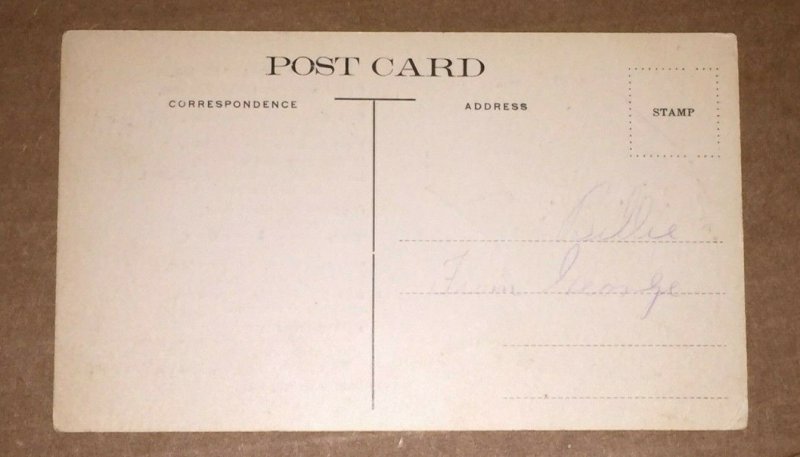 POST CARD
CORRESPONDENCE
ADDRESS
STAMP
Billie
From George